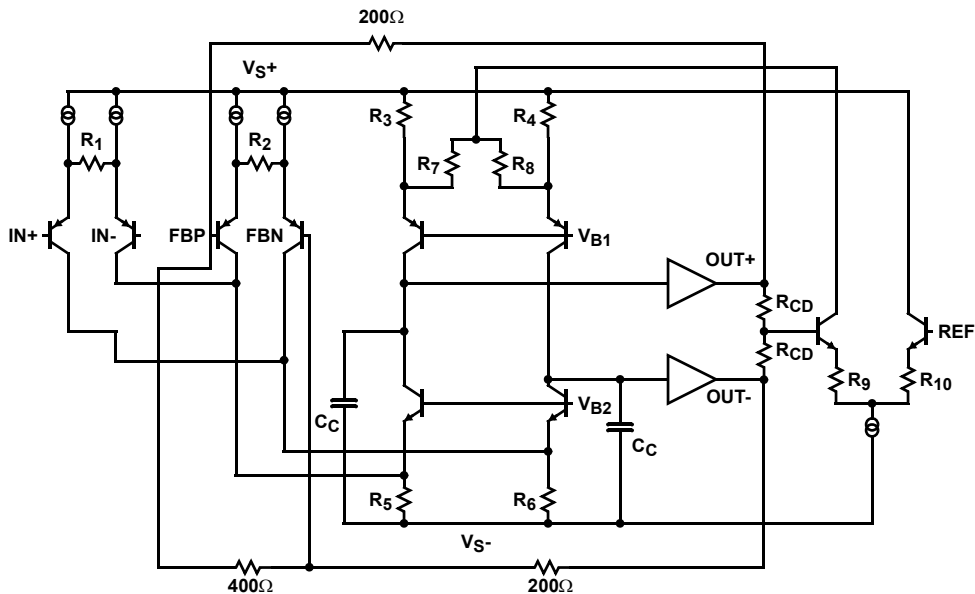 200Ω
VS+
R3
R4
R1
R2
R7
R8
IN+
IN-
FBP
FBN
VB1
OUT+
RCD
REF
RCD
R9
R10
OUT-
VB2
CC
CC
R5
R6
VS-
400Ω
200Ω